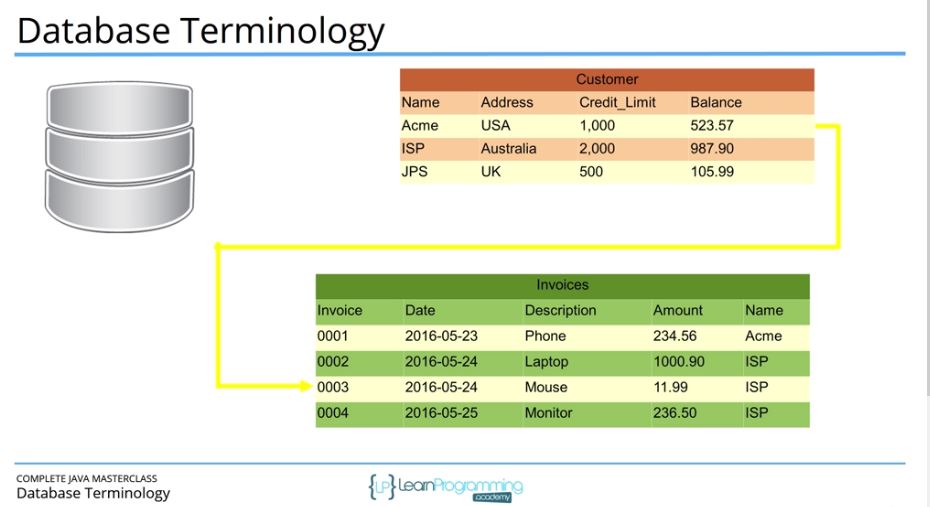 Database Terminology
Customer
Name Address Credit_Limit Balance
Acme USA 1,000 523.57
ISP Australia 2,000 987.90
JPS UK 500 105.99
Invoices
Invoice Date Description Amount Name
0001 2016-05-23 Phone 234.56 Acme
0002 2016-05-24 Laptop 1000.90 ISP
0003 2016-05-24 Mouse 11.99 ISP
0004 2016-05-25 Monitor 236.50 ISP
COMPLETE JAVA MASTERCLASS
Database Terminology
{LP} LearnProgramming
academy